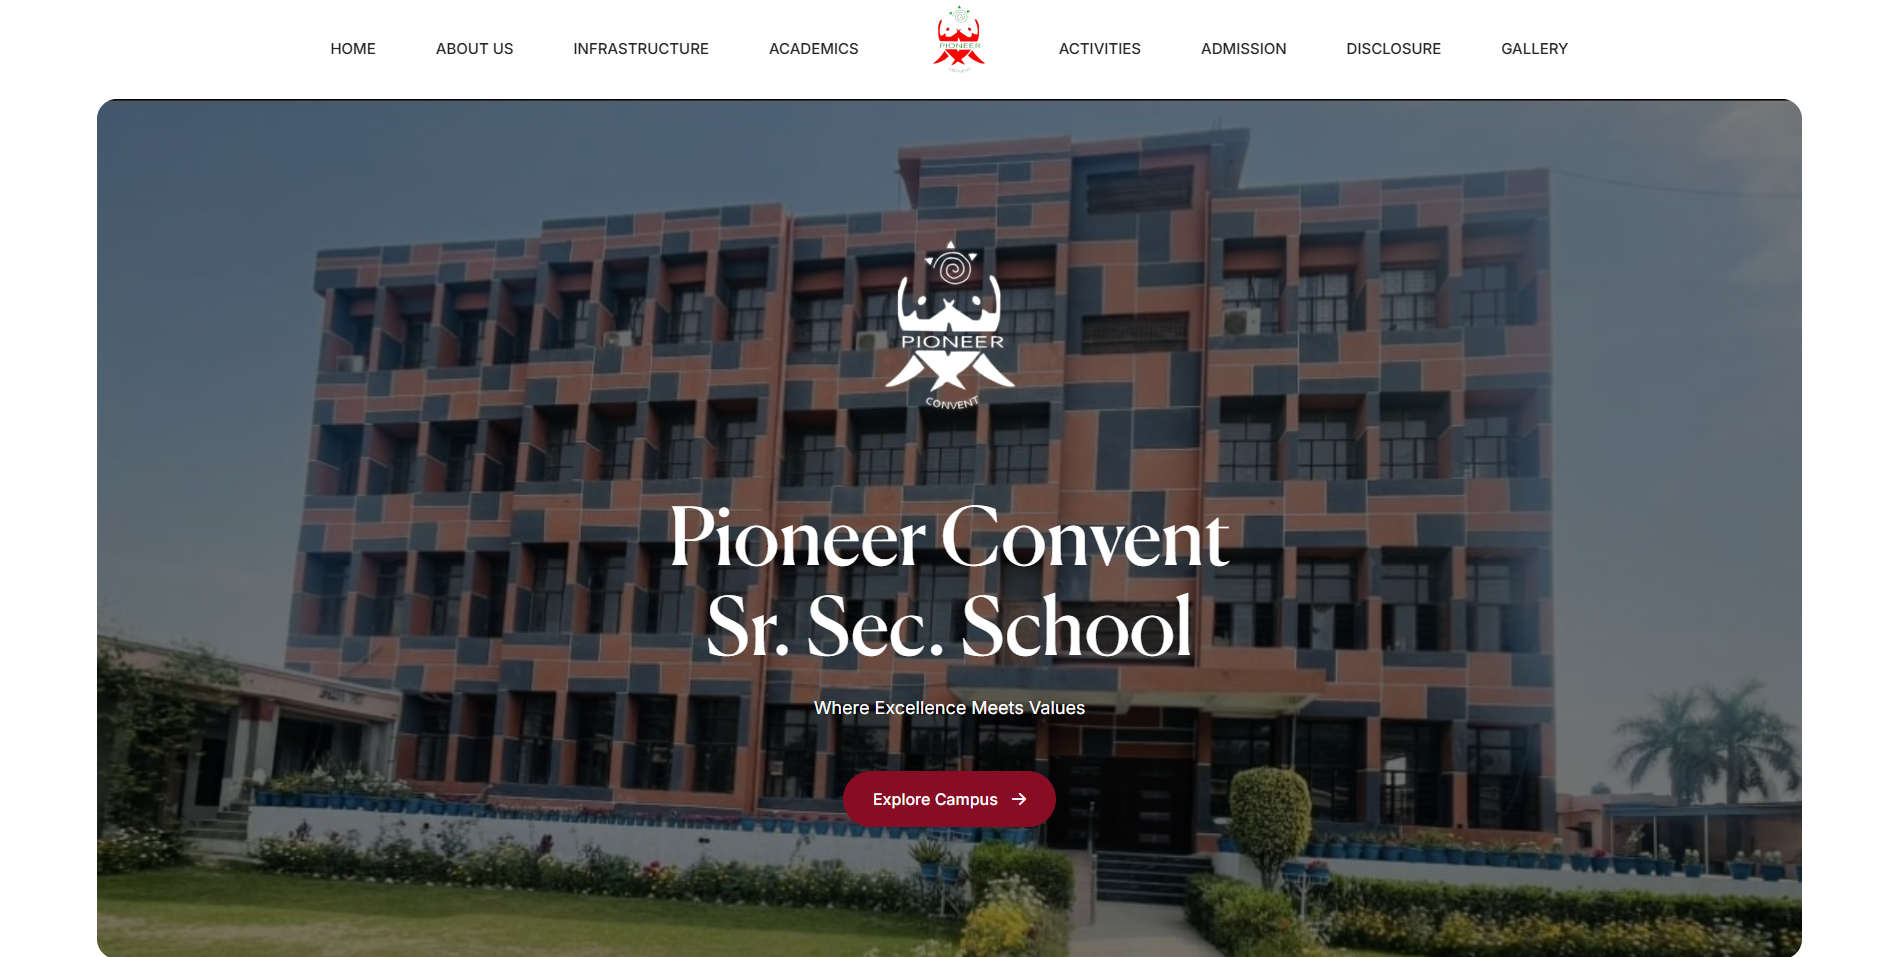 HOME ABOUT US INFRASTRUCTURE ACADEMICS PIONEER CONVENT ACTIVITIES ADMISSION DISCLOSURE GALLERY
PIONEER
CONVENT
Pioneer Convent
Sr. Sec. School
Where Excellence Meets Values
Explore Campus